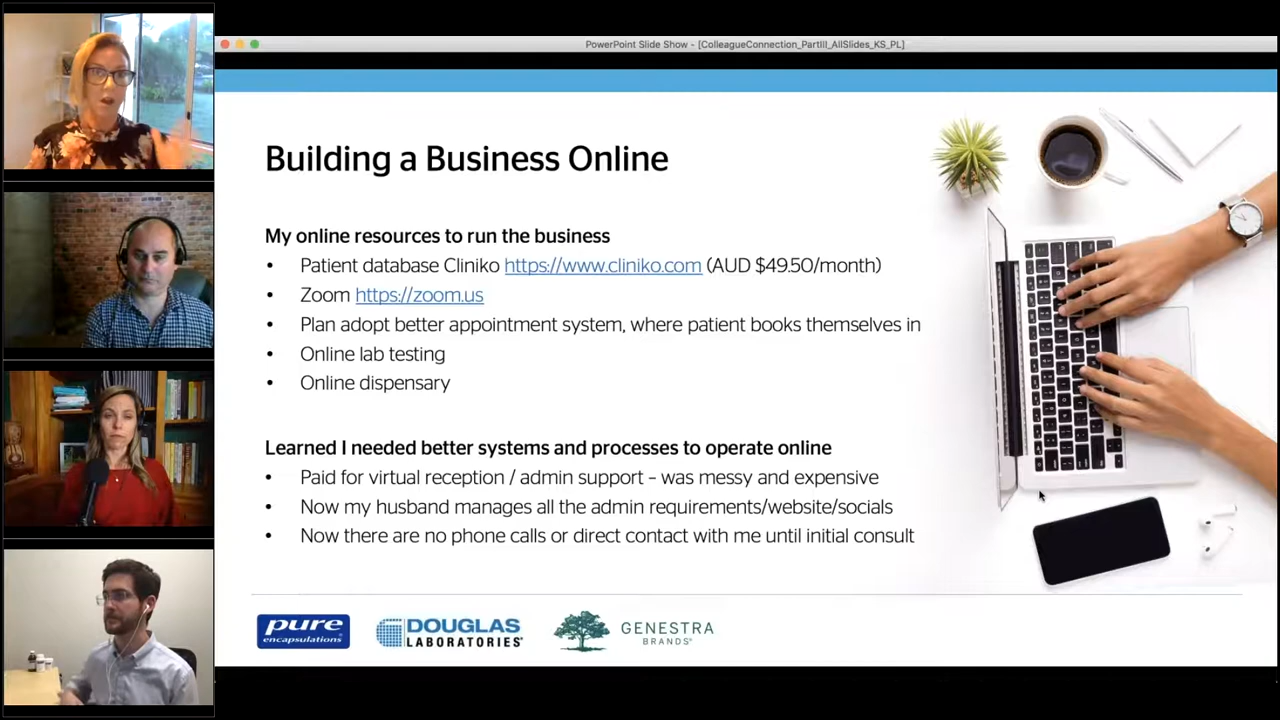 PowerPoint Slide Show - [ColleagueConnection_PartIII_AllSlides_KS_PL]
Building a Business Online
My online resources to run the business
• Patient database Cliniko https://www.cliniko.com (AUD $49.50/month)
• Zoom https://zoom.us
• Plan adopt better appointment system, where patient books themselves in
• Online lab testing
• Online dispensary
Learned I needed better systems and processes to operate online
• Paid for virtual reception / admin support – was messy and expensive
• Now my husband manages all the admin requirements/website/socials
• Now there are no phone calls or direct contact with me until initial consult
pure
encapsulations®
DOUGLAS
LABORATORIES®
GENESTRA
BRANDS®